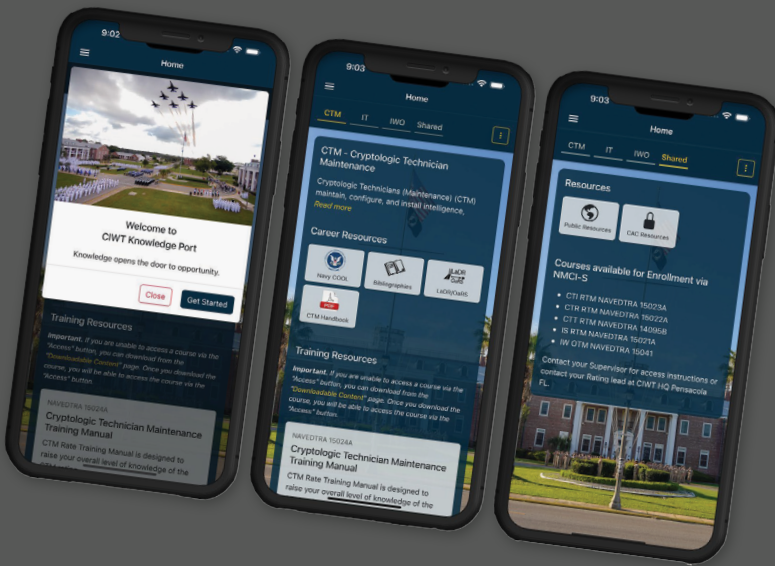 9:02
Home
Welcome to
CIWT Knowledge Port
Knowledge opens the door to opportunity.
Close
Get Started
Training Resources
Important. If you are unable to access a course via the
"Access" button, you can download from the
"Downloadable Content" page. Once you download the
course, you will be able to access the course via the
"Access" button.
NAVEDTRA 15024A
Cryptologic Technician Maintenance
Training Manual
CTM Rate Training Manual is designed to
raise your overall level of knowledge of the
9:03
Home
CTM
IT
IWO
Shared
CTM - Cryptologic Technician
Maintenance
Cryptologic Technicians (Maintenance) (CTM)
maintain, configure, and install intelligence,
Read more
Career Resources
Navy COOL
Bibliographies
LaDR/OaRS
LaDR/OaRS
PDF
CTM Handbook
Training Resources
Important. If you are unable to access a course via the
"Access" button, you can download from the
"Downloadable Content" page. Once you download the
course, you will be able to access the course via the
"Access" button.
NAVEDTRA 15024A
Cryptologic Technician Maintenance
Training Manual
CTM Rate Training Manual is designed to
raise your overall level of knowledge of the
9:03
Home
CTM
IT
IWO
Shared
Resources
Public Resources
CAC Resources
Courses available for Enrollment via
NMCI-S
CTI RTM NAVEDTRA 15023A
CTR RTM NAVEDTRA 15022A
CTT RTM NAVEDTRA 14095B
IS RTM NAVEDTRA 15021A
IW OTM NAVEDTRA 15041
Contact your Supervisor for access instructions or
contact your Rating lead at CIWT HQ Pensacola
FL.